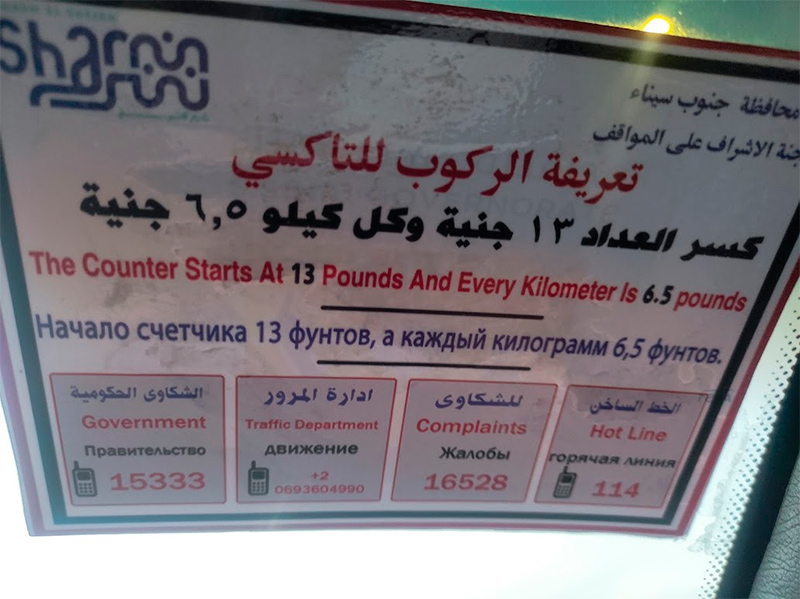 Sharm
محافظة جنوب سيناء
الاشراف على المواقف
تعريفة الركوب للتاكسي
كسر العداد ١٣ جنية وكل كيلو ٦,٥ جنية
The Counter Starts At 13 Pounds And Every Kilometer Is 6.5 pounds
Начало счетчика 13 фунтов, а каждый килограмм 6,5 фунтов.
الشكاوى الحكومية
Government
Правительство
15333
ادارة المرور
Traffic Department
движение
+2
0693604990
للشكاوى
Complaints
Жалобы
16528
الخط الساخن
Hot Line
горячая линия
114